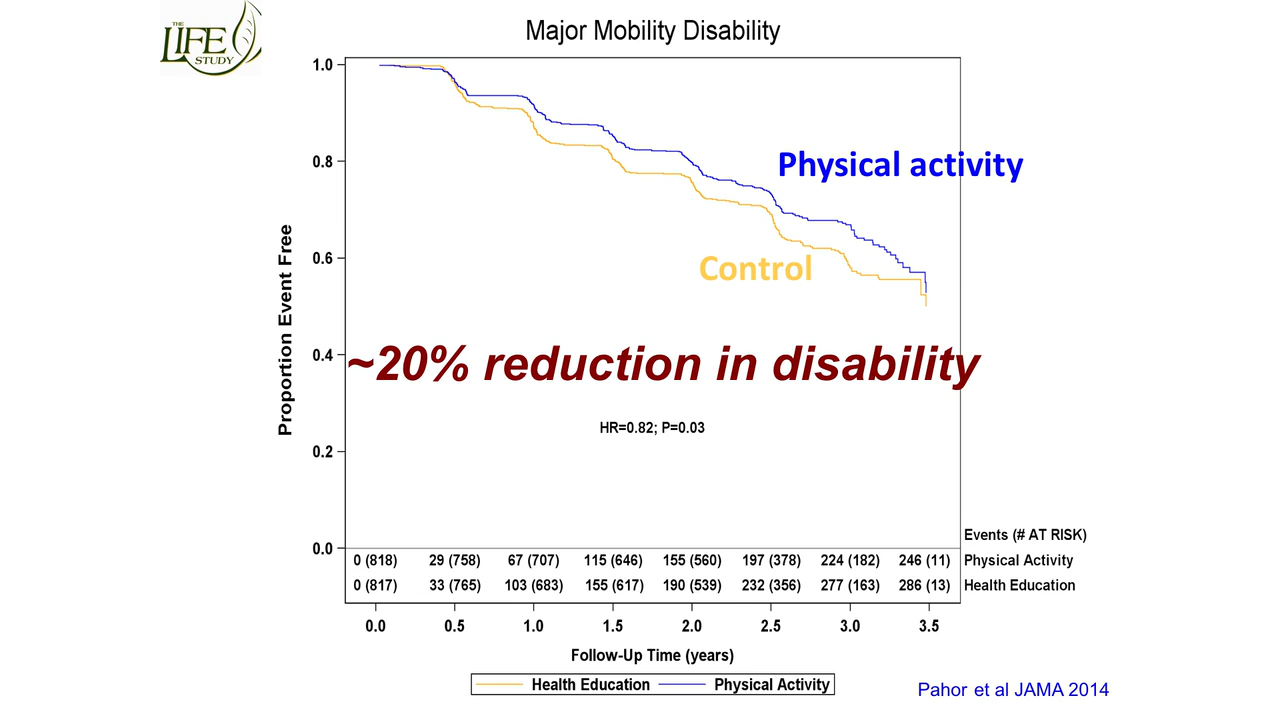 THE
LIFE
STUDY
Major Mobility Disability
1.0
0.8
0.6
0.4
0.2
0.0
Proportion Event Free
Physical activity
Control
~20% reduction in disability
HR=0.82; P=0.03
Events (# AT RISK)
0 (818) 29 (758) 67 (707) 115 (646) 155 (560) 197 (378) 224 (182) 246 (11) Physical Activity
0 (817) 33 (765) 103 (683) 155 (617) 190 (539) 232 (356) 277 (163) 286 (13) Health Education
0.0 0.5 1.0 1.5 2.0 2.5 3.0 3.5
Follow-Up Time (years)
Health Education Physical Activity
Pahor et al JAMA 2014